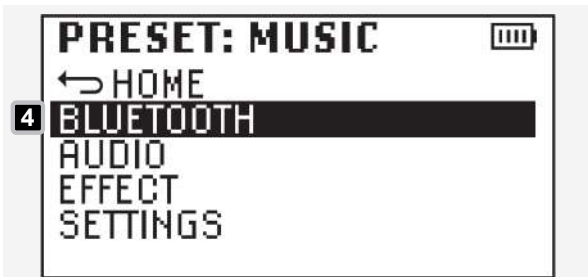 PRESET: MUSIC
HOME
4 BLUETOOTH
AUDIO
EFFECT
SETTINGS